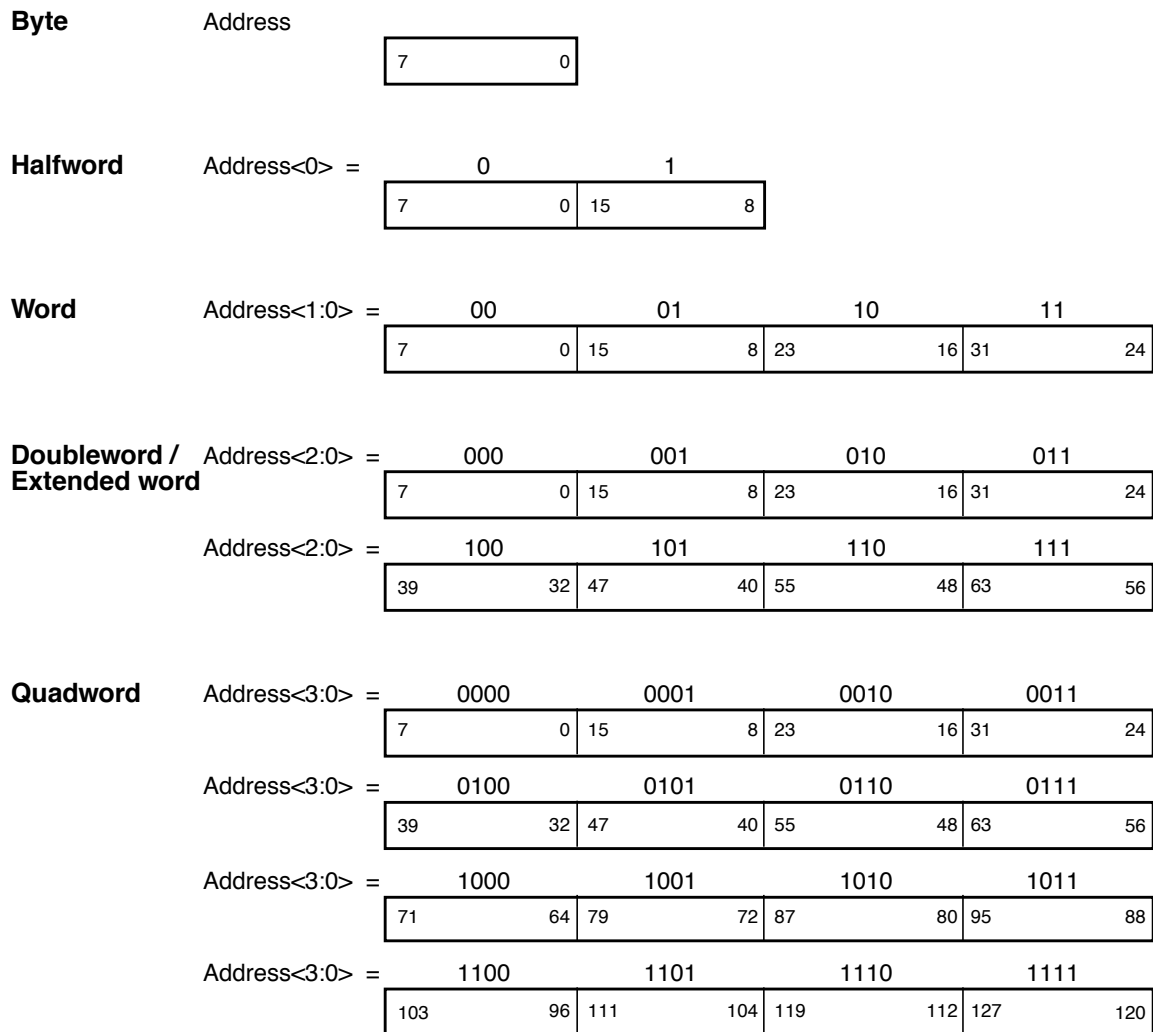 Byte Address
7 0
Halfword Address<0> = 0 1
7 0 15 8
Word Address<1:0> = 00 01 10 11
7 0 15 8 23 16 31 24
Doubleword / Address<2:0> = 000 001 010 011
Extended word
7 0 15 8 23 16 31 24
Address<2:0> = 100 101 110 111
39 32 47 40 55 48 63 56
Quadword Address<3:0> = 0000 0001 0010 0011
7 0 15 8 23 16 31 24
Address<3:0> = 0100 0101 0110 0111
39 32 47 40 55 48 63 56
Address<3:0> = 1000 1001 1010 1011
71 64 79 72 87 80 95 88
Address<3:0> = 1100 1101 1110 1111
103 96 111 104 119 112 127 120